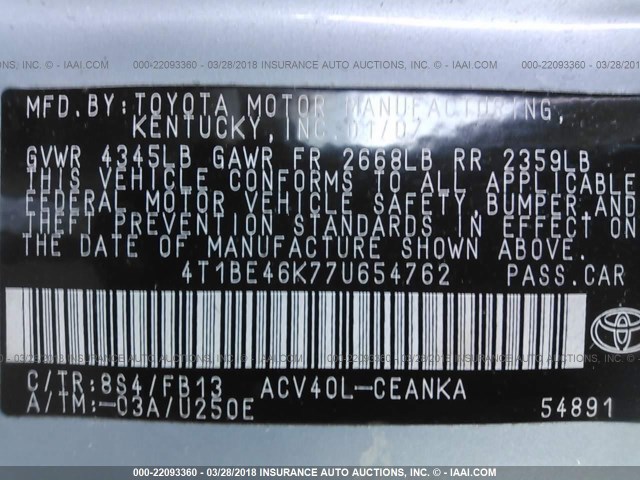 000-22093360 | 03/28/2018 INSURANCE AUTO AUCTIONS, INC. - IAAI.COM
MFD.BY:TOYOTA MOTOR MANUFACTURING,
KENTUCKY, INC. 01/07
GVWR 4345LB GAWR FR 2668LB RR 2359LB
THIS VEHICLE CONFORMS TO ALL APPLICABLE
FEDERAL MOTOR VEHICLE SAFETY, BUMPER AND
THEFT PREVENTION STANDARDS IN EFFECT ON
THE DATE OF MANUFACTURE SHOWN ABOVE.
4T1BE46K77U654762 PASS.CAR
C/TR:8S4/FB13 ACV40L-CEANKA
A/TM:-03A/U250E 54891
000-22093360 | 03/28/2018 INSURANCE AUTO AUCTIONS, INC. - IAAI.COM